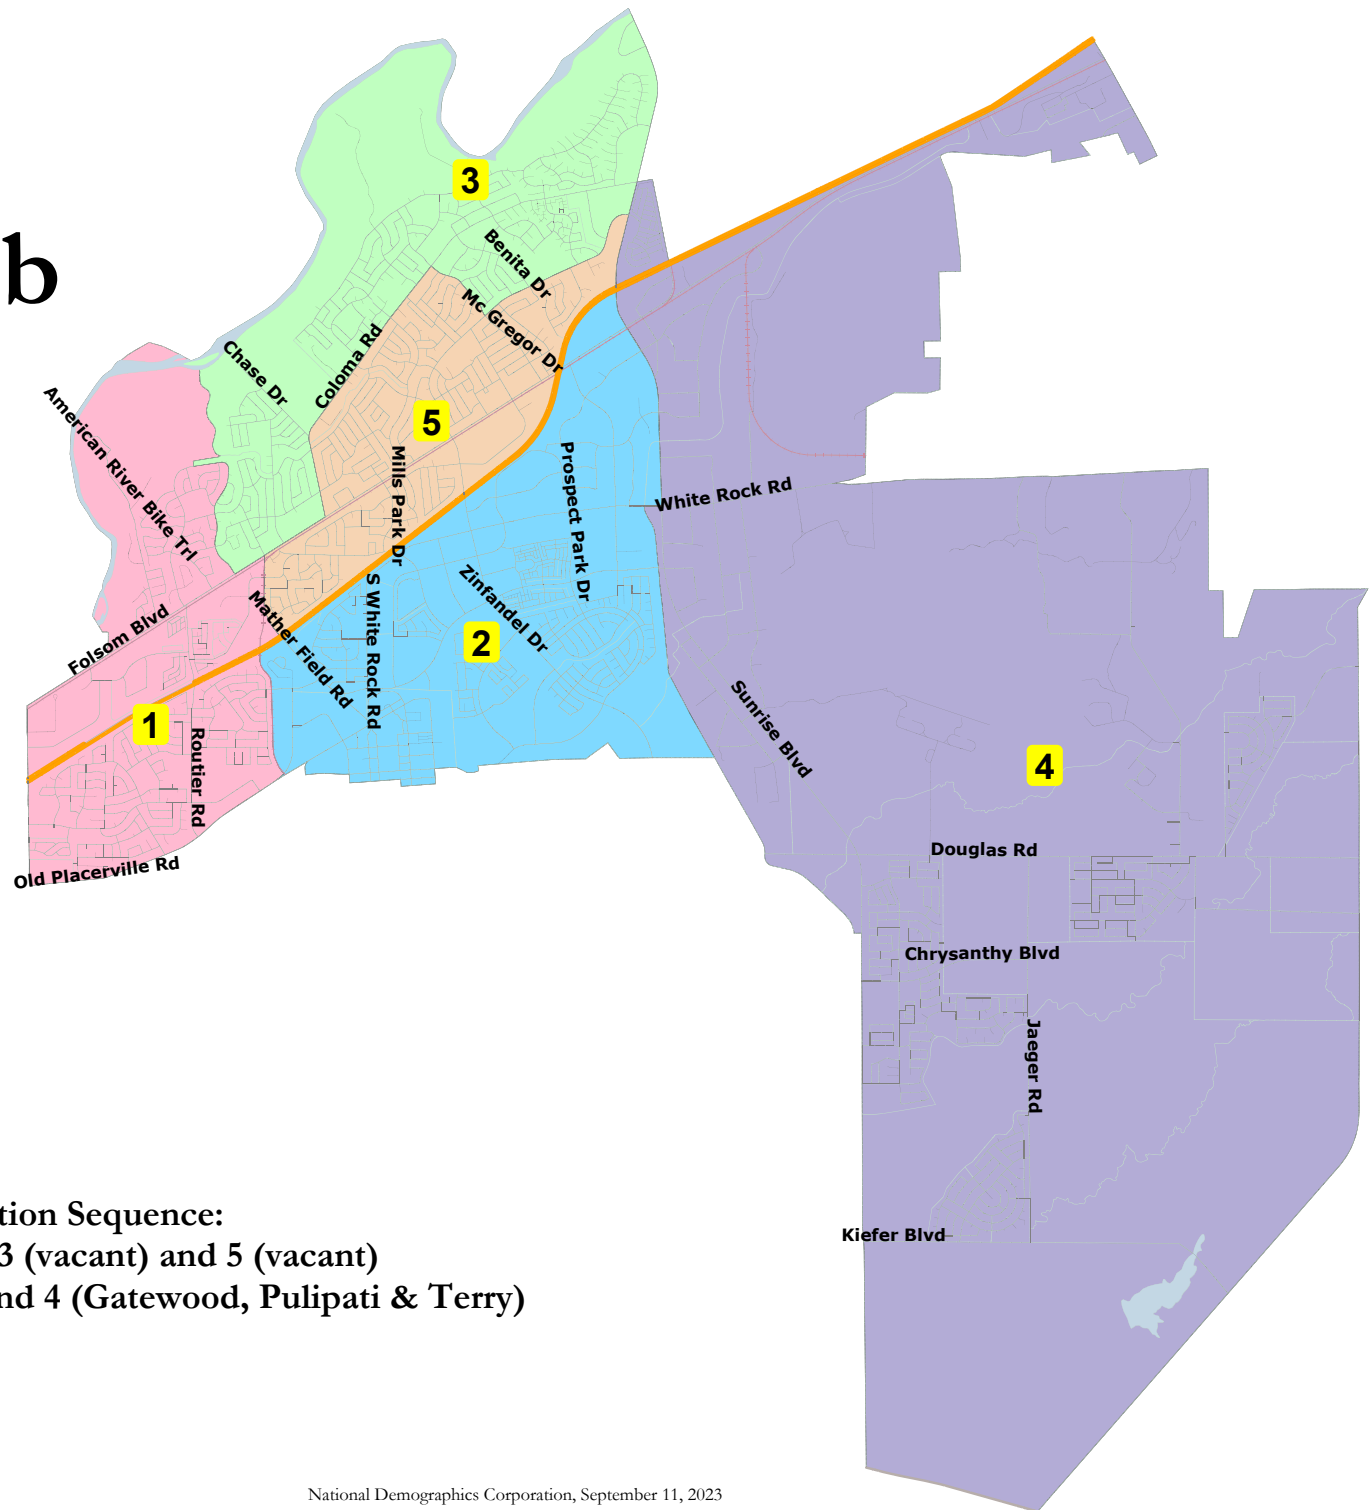 b
3
Benita Dr
Mc Gregor Dr
Chase Dr
Coloma Rd
American River Bike Trl
5
Mills Park Dr
Prospect Park Dr
White Rock Rd
Zinfandel Dr
S White Rock Rd
Mather Field Rd
2
Folsom Blvd
1
Routier Rd
Sunrise Blvd
4
Old Placerville Rd
Douglas Rd
Chrysanthy Blvd
Jaeger Rd
Kiefer Blvd
tion Sequence:
3 (vacant) and 5 (vacant)
nd 4 (Gatewood, Pulipati & Terry)
National Demographics Corporation, September 11, 2023